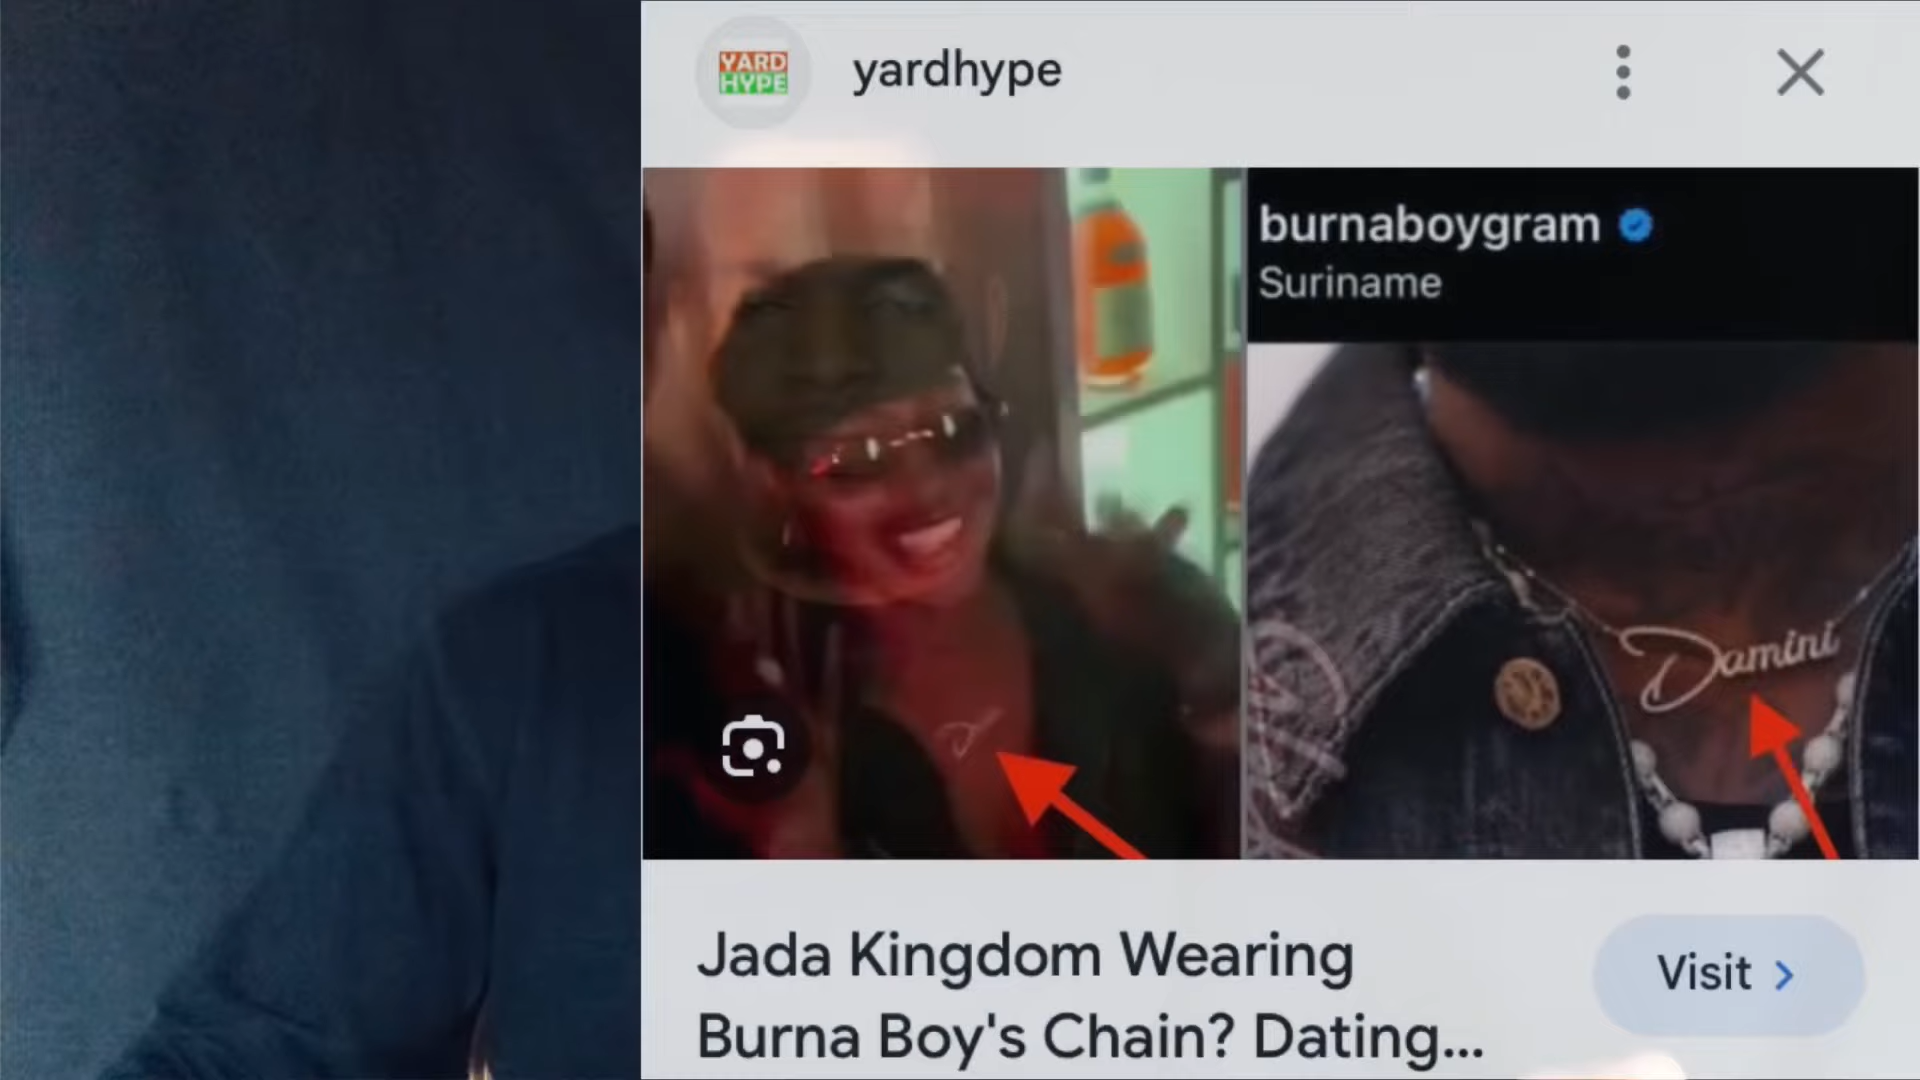 YARD
HYPE
yardhype
burnaboygram
Suriname
Damini
Jada Kingdom Wearing
Burna Boy's Chain? Dating...
Visit